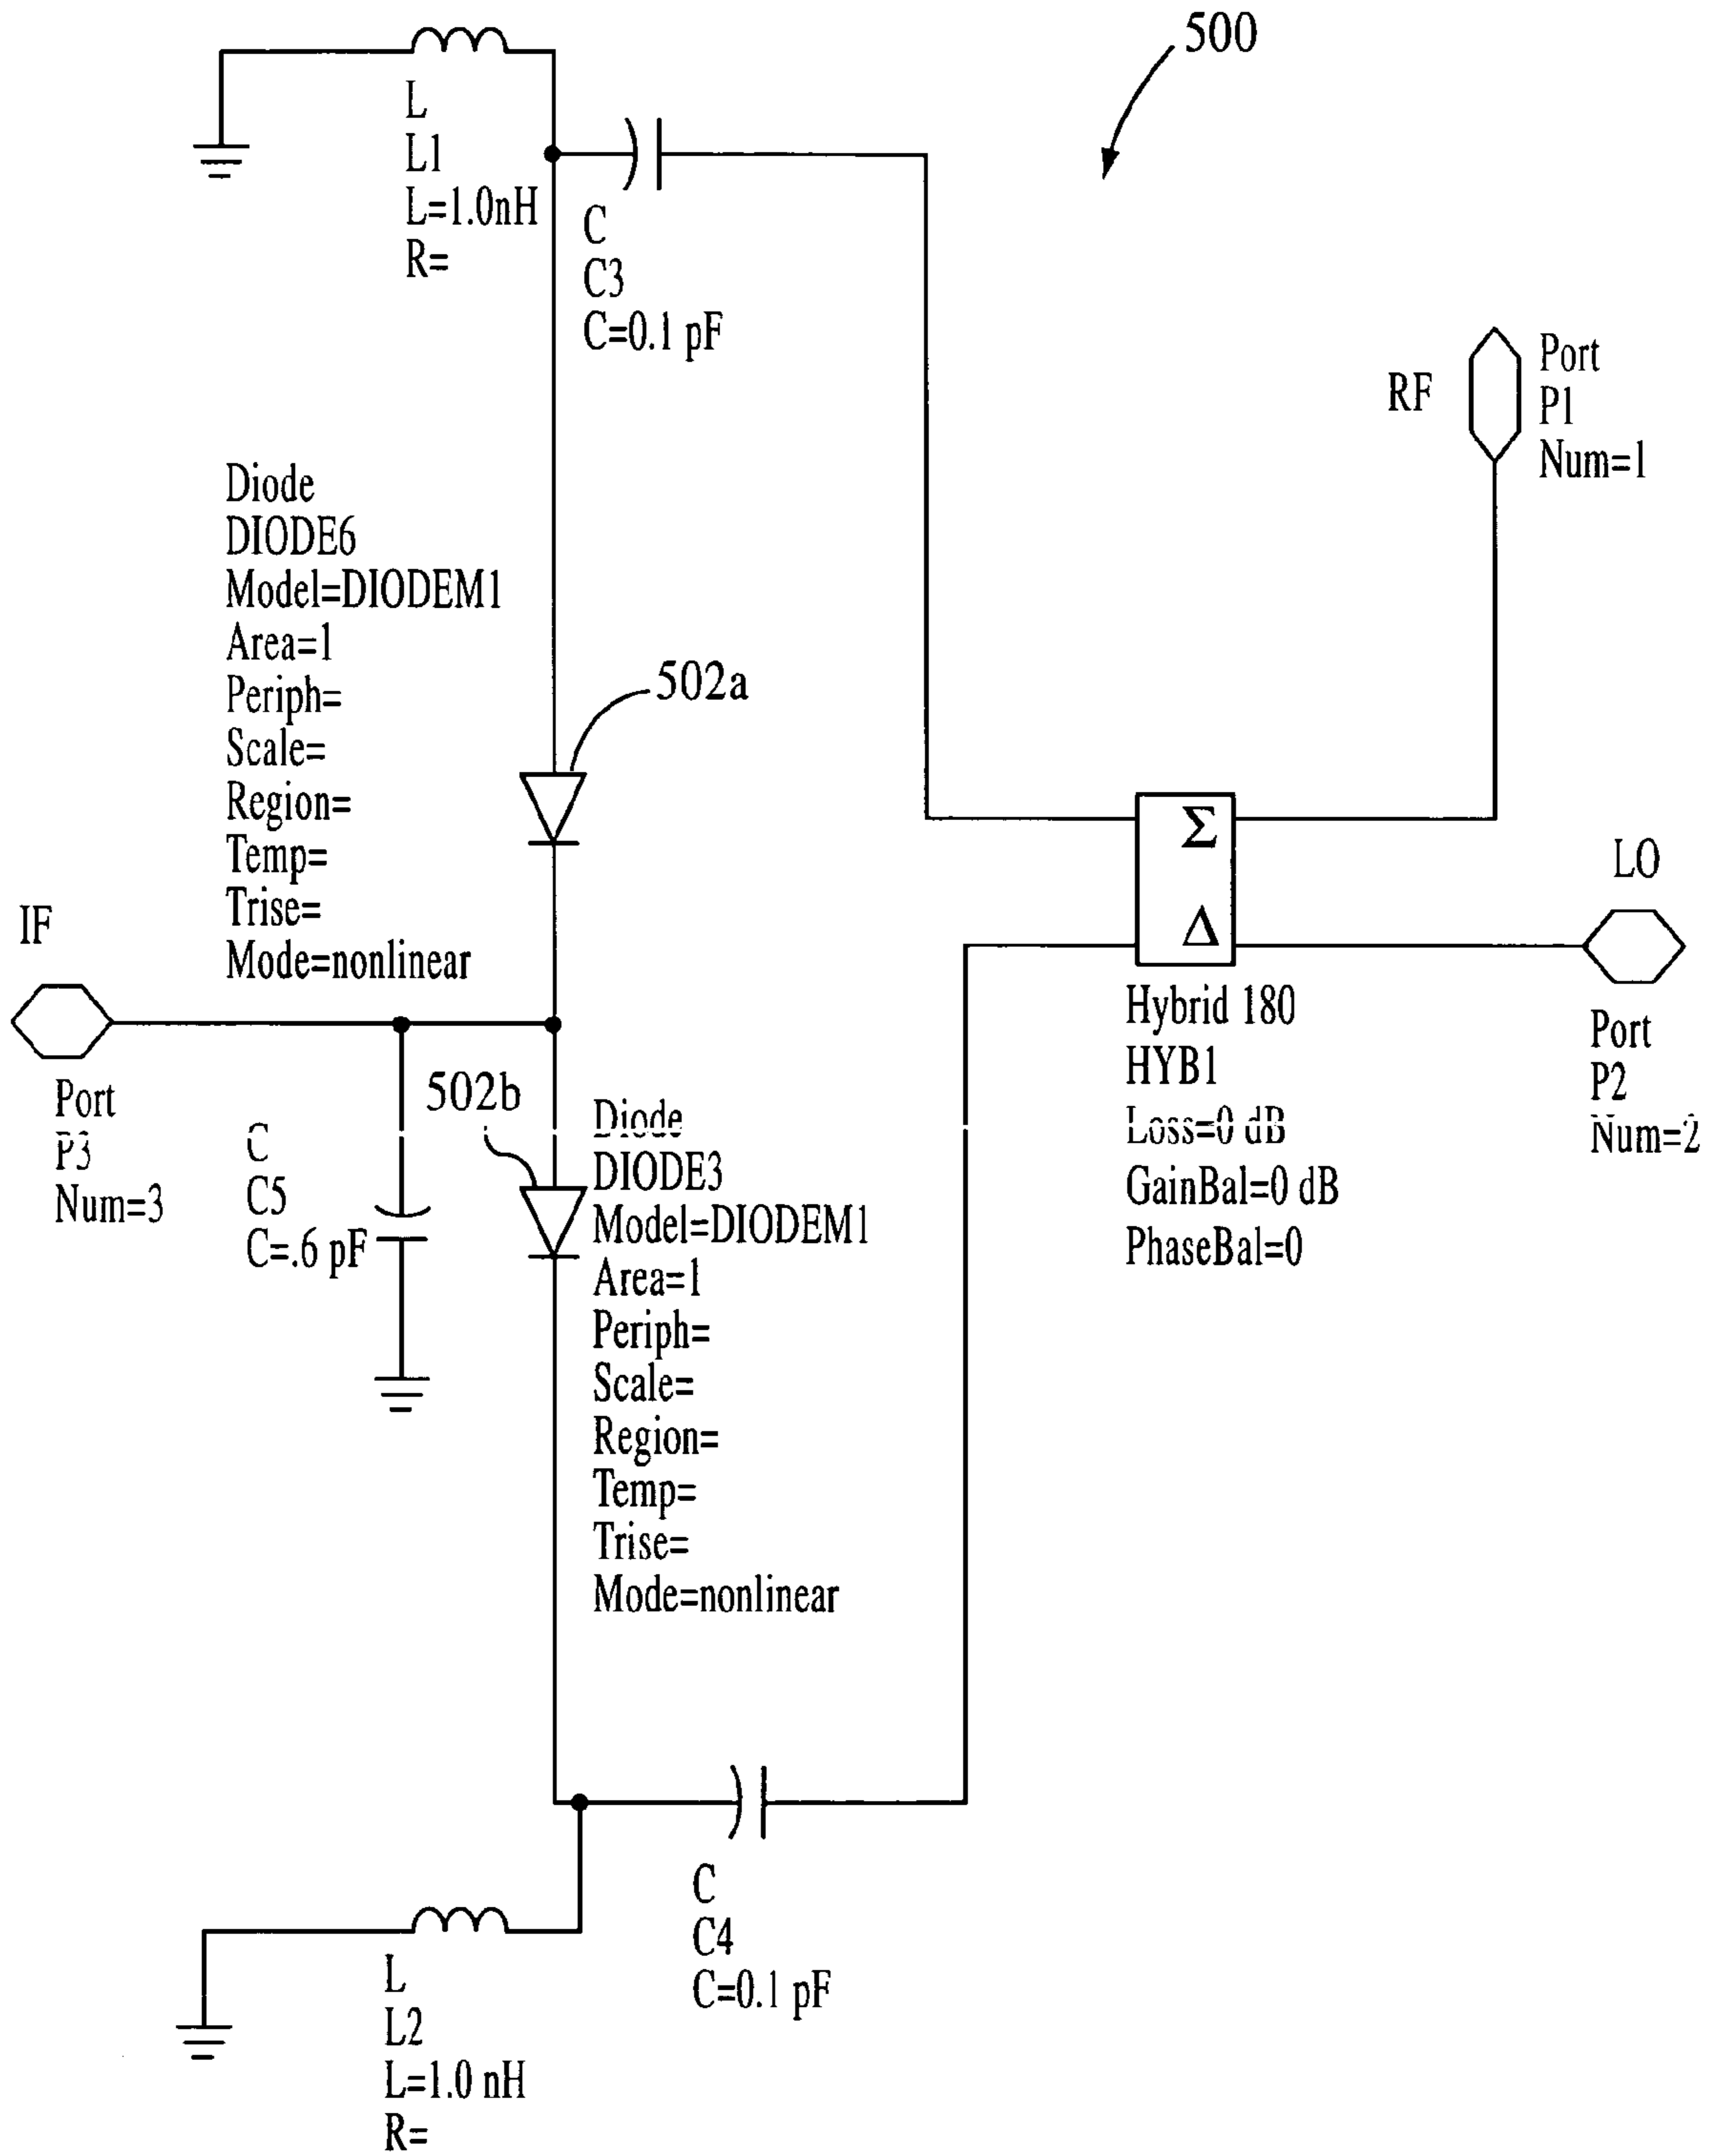 500
L
L1
L=1.0nH
R=
C
C3
C=0.1 pF
RF
Port
P1
Num=1
Diode
DIODE6
Model=DIODEM1
Area=1
Periph=
Scale=
Region=
Temp=
Trise=
Mode=nonlinear
502a
Σ
Δ
LO
IF
Hybrid 180
HYB1
Loss=0 dB
GainBal=0 dB
PhaseBal=0
Port
P2
Num=2
Port
P3
Num=3
C
C5
C=.6 pF
502b
Diode
DIODE3
Model=DIODEM1
Area=1
Periph=
Scale=
Region=
Temp=
Trise=
Mode=nonlinear
C
C4
C=0.1 pF
L
L2
L=1.0 nH
R=